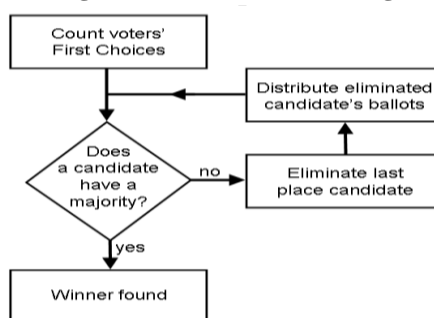 Count voters'
First Choices
Distribute eliminated
candidate's ballots
Does
a candidate
have a
majority?
no
Eliminate last
place candidate
yes
Winner found